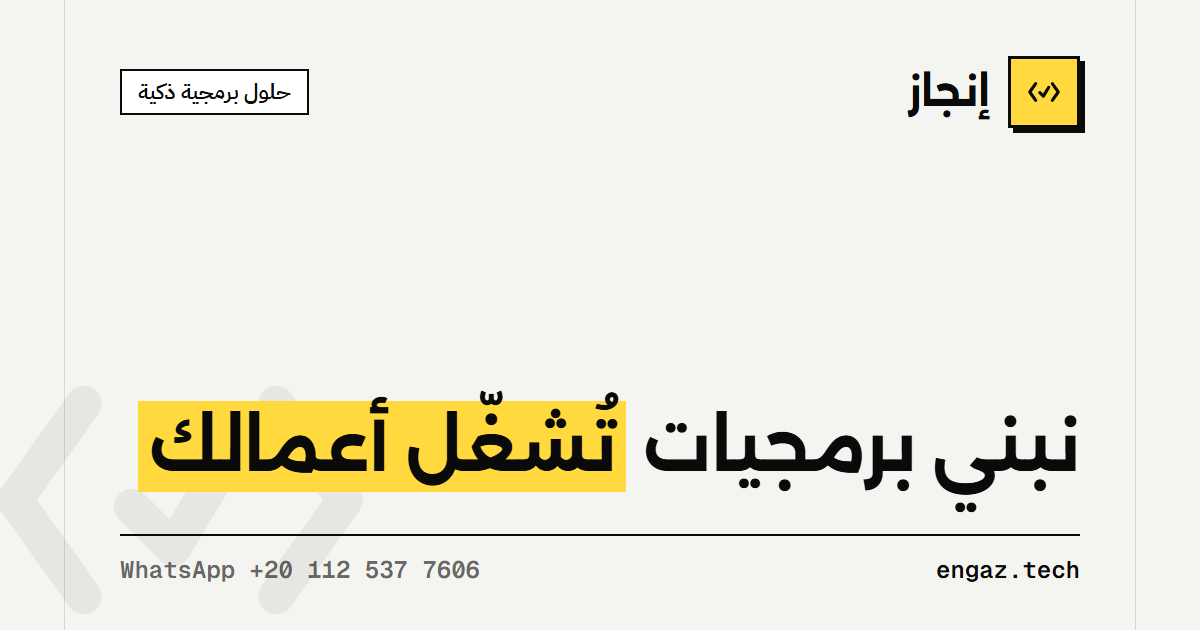 إنجاز
حلول برمجية ذكية
نبني برمجيات تُشغّل أعمالك
engaz.tech
WhatsApp +20 112 537 7606